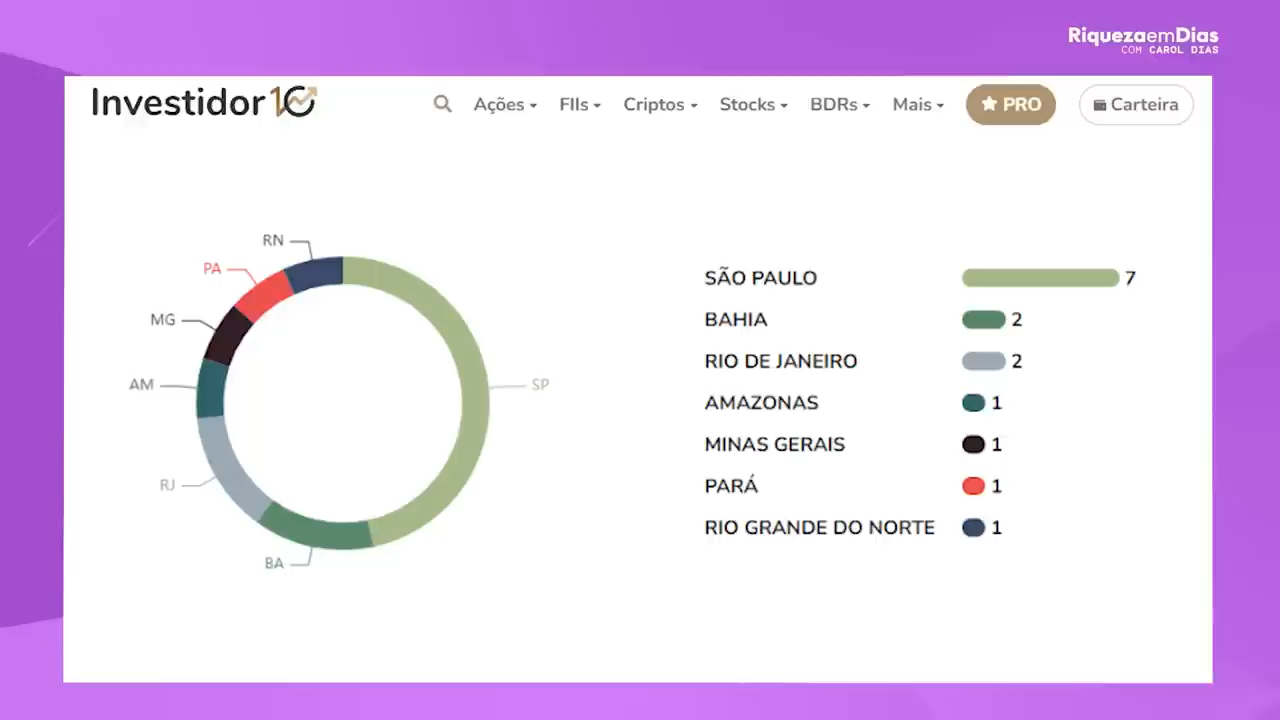 RiquezaemDias
COM CAROL DIAS
Investidor 10
Ações
FIIs
Criptos
Stocks
BDRs
Mais
PRO
Carteira
RN
PA
MG
AM
RJ
BA
SP
SÃO PAULO 7
BAHIA 2
RIO DE JANEIRO 2
AMAZONAS 1
MINAS GERAIS 1
PARÁ 1
RIO GRANDE DO NORTE 1